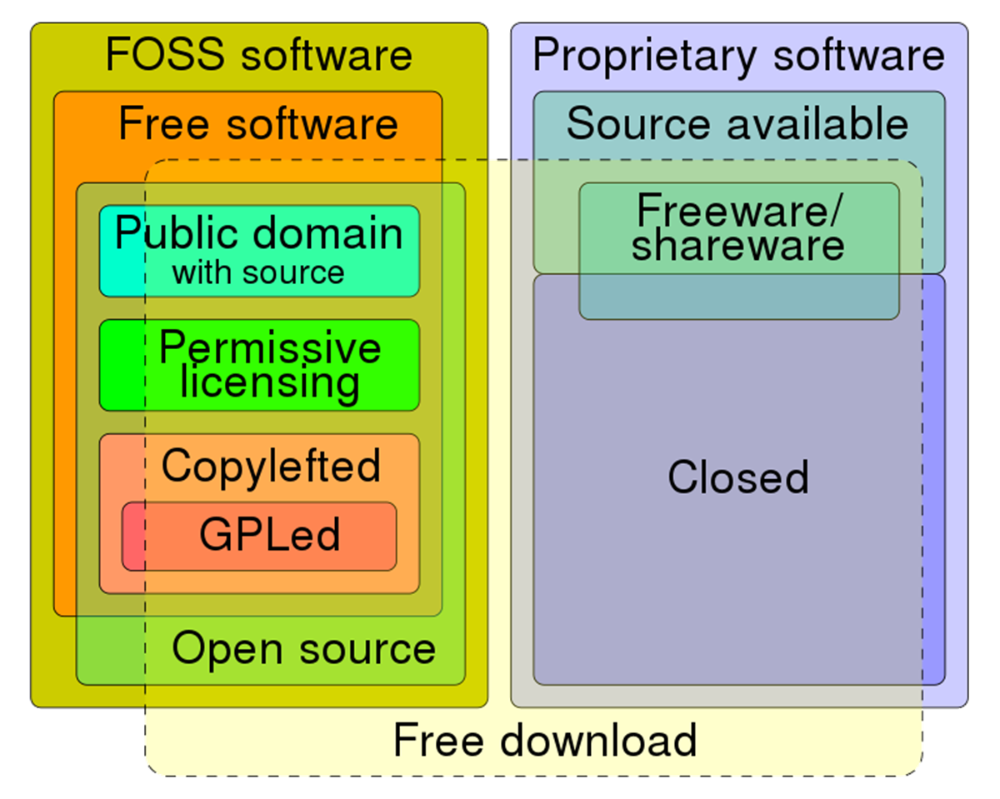 FOSS software
Free software
Public domain
with source
Permissive
licensing
Copylefted
GPLed
Open source
Proprietary software
Source available
Freeware/
shareware
Closed
Free download